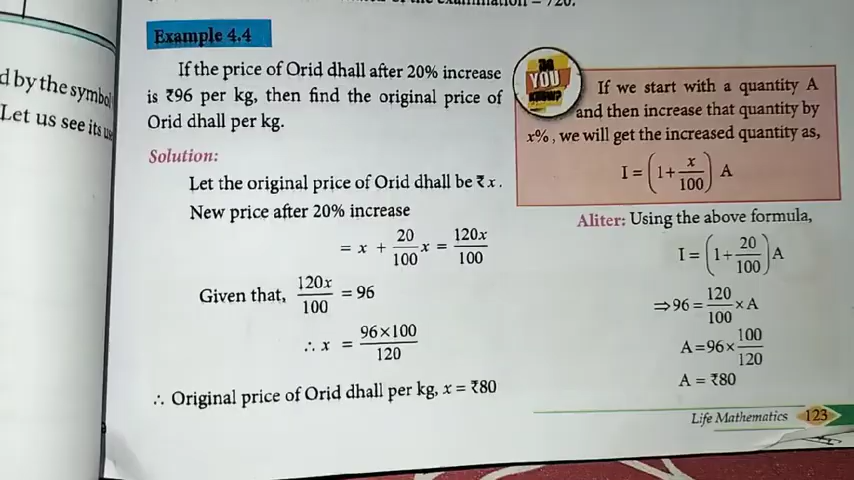 examination = 720.
d by the symbol
Let us see its
Example 4.4
If the price of Orid dhall after 20% increase
is ₹96 per kg, then find the original price of
Orid dhall per kg.
Solution:
Let the original price of Orid dhall be ₹ x.
New price after 20% increase
= x + 20/100 x = 120x/100
Given that, 120x/100 = 96
∴ x = 96×100/120
∴ Original price of Orid dhall per kg, x = ₹80
DO
YOU
KNOW?
If we start with a quantity A
and then increase that quantity by
x% , we will get the increased quantity as,
I = (1 + x/100) A
Aliter: Using the above formula,
I = (1 + 20/100) A
⇒ 96 = 120/100 × A
A = 96 × 100/120
A = ₹80
Life Mathematics 123